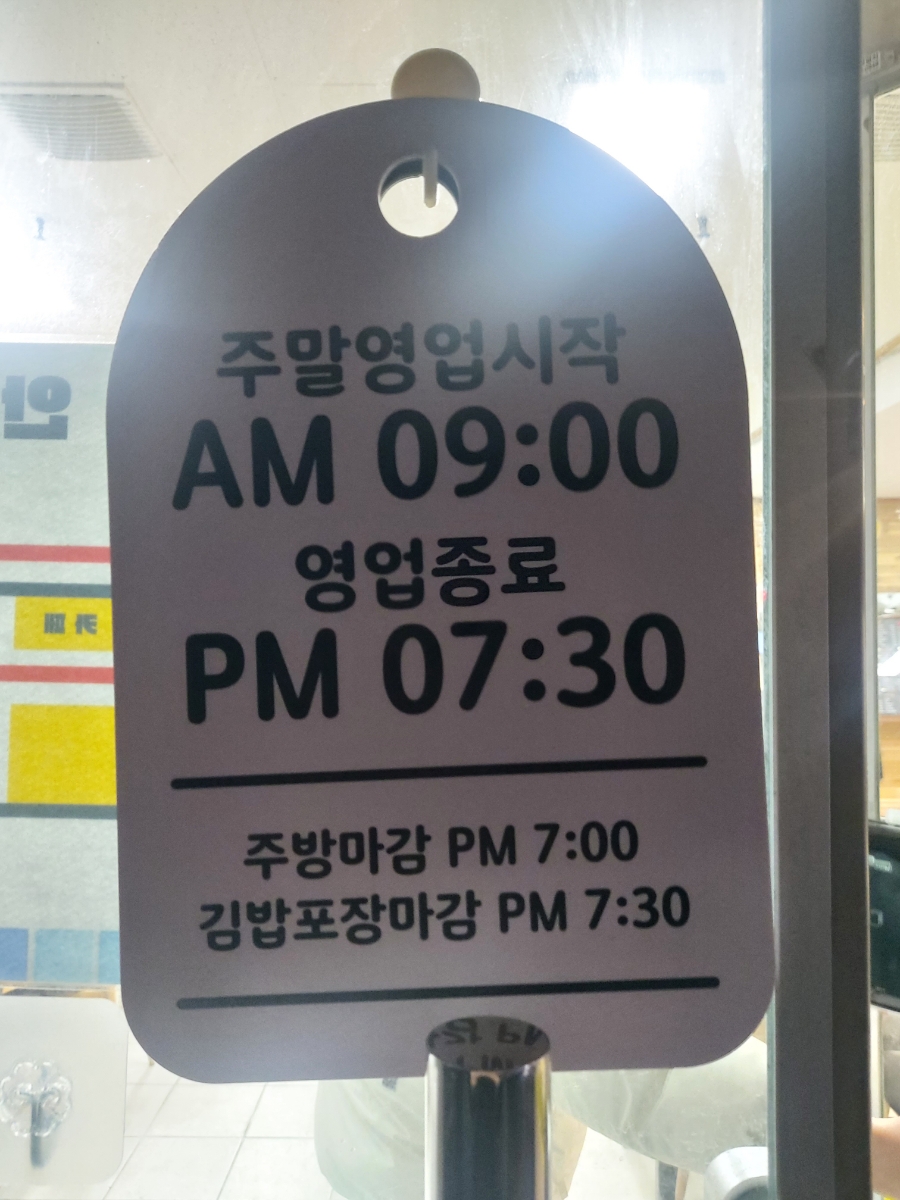 주말영업시작
AM 09:00
영업종료
PM 07:30
주방마감 PM 7:00
김밥포장마감 PM 7:30
안